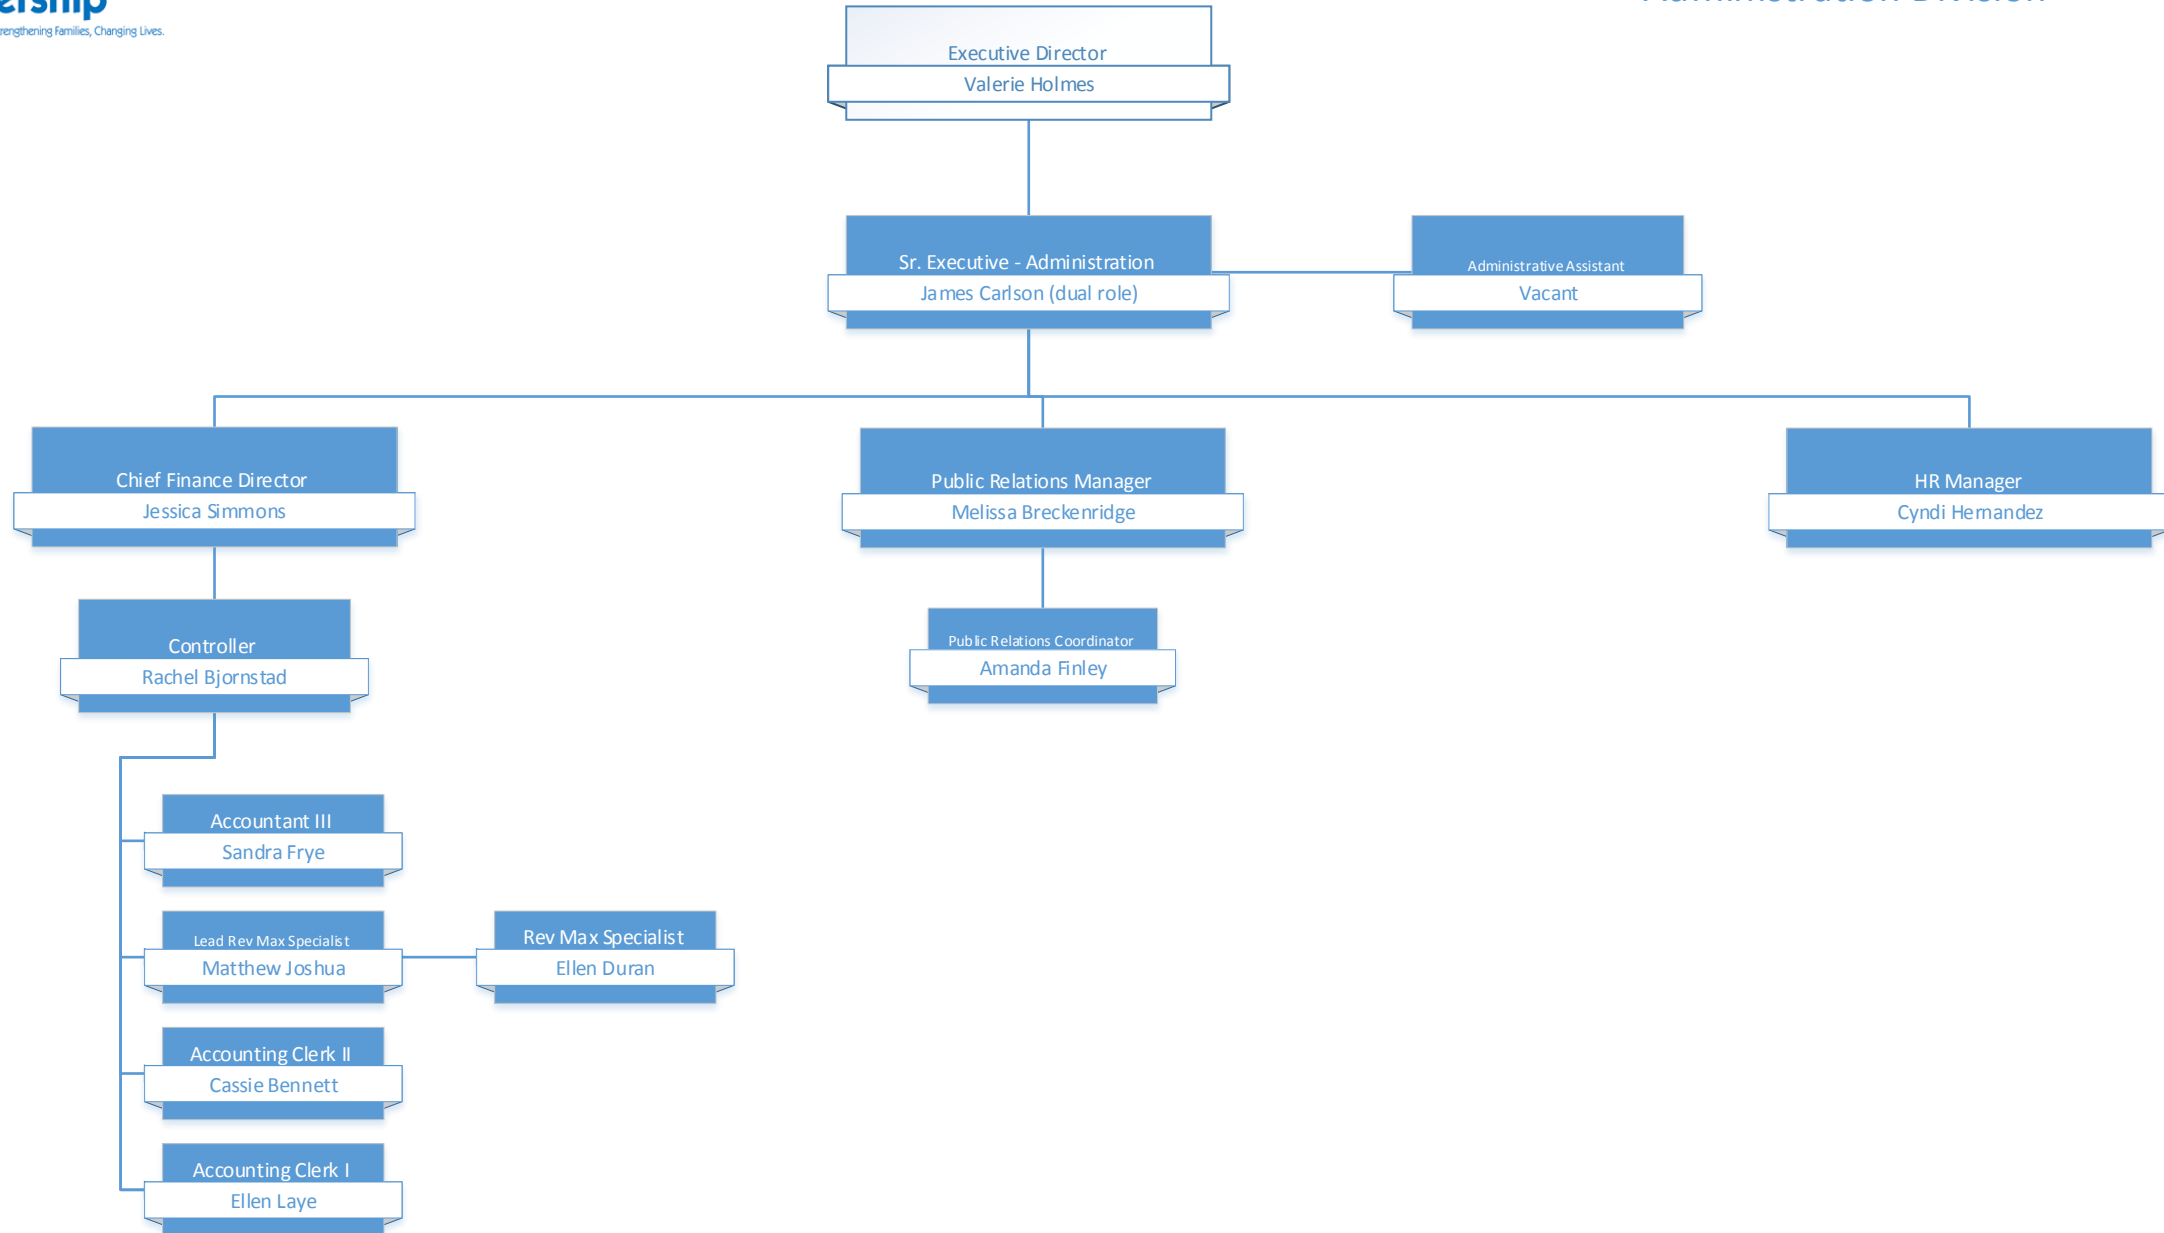 Strengthening Families, Changing Lives.
Administration Division
Executive Director
Valerie Holmes
Sr. Executive - Administration
James Carlson (dual role)
Administrative Assistant
Vacant
Chief Finance Director
Jessica Simmons
Public Relations Manager
Melissa Breckenridge
HR Manager
Cyndi Hernandez
Controller
Rachel Bjornstad
Public Relations Coordinator
Amanda Finley
Accountant III
Sandra Frye
Lead Rev Max Specialist
Matthew Joshua
Rev Max Specialist
Ellen Duran
Accounting Clerk II
Cassie Bennett
Accounting Clerk I
Ellen Laye